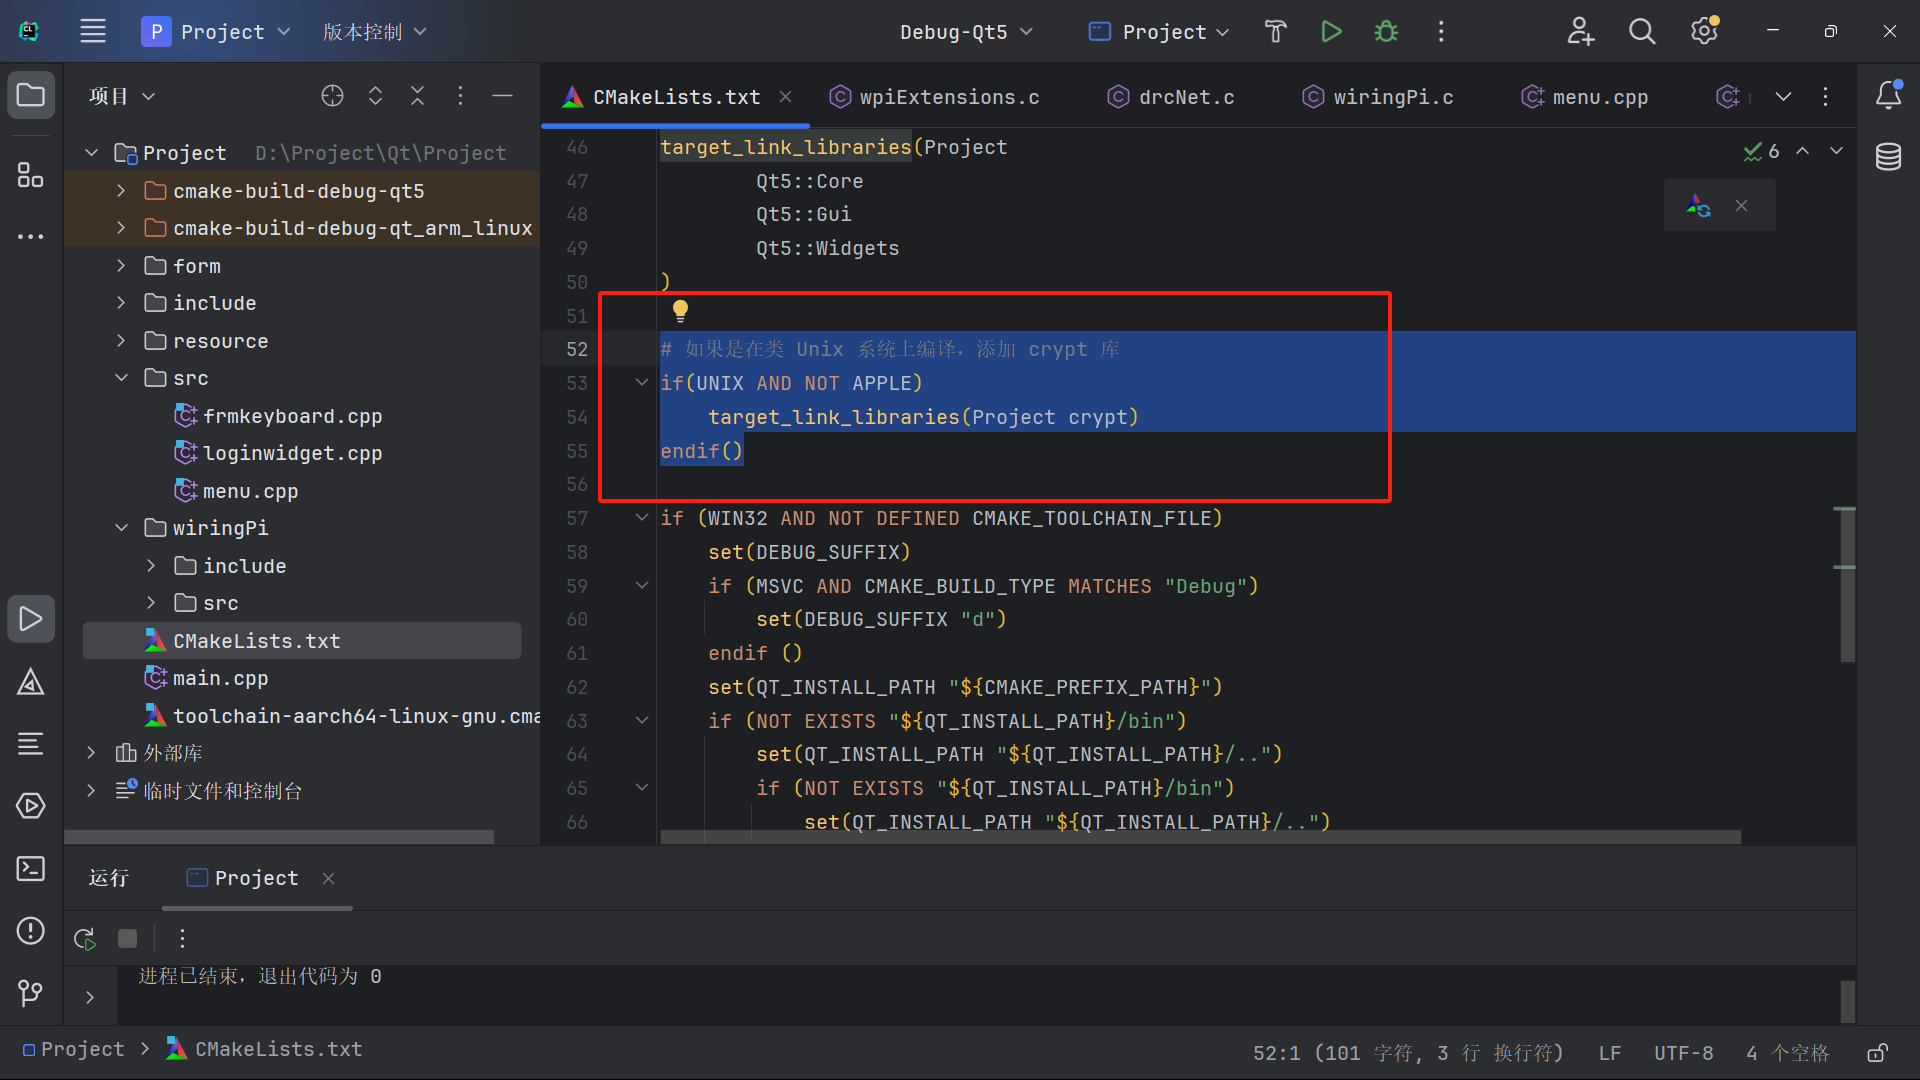 P Project 版本控制 Debug-Qt5 Project
项目
CMakeLists.txt wpiExtensions.c drcNet.c wiringPi.c menu.cpp
Project D:\Project\Qt\Project
cmake-build-debug-qt5
cmake-build-debug-qt_arm_linux
form
include
resource
src
frmkeyboard.cpp
loginwidget.cpp
menu.cpp
wiringPi
include
src
CMakeLists.txt
main.cpp
toolchain-aarch64-linux-gnu.cma
外部库
临时文件和控制台
6
46 target_link_libraries(Project
47 Qt5::Core
48 Qt5::Gui
49 Qt5::Widgets
50 )
51
52 # 如果是在类 Unix 系统上编译，添加 crypt 库
53 if(UNIX AND NOT APPLE)
54 target_link_libraries(Project crypt)
55 endif()
56
57 if (WIN32 AND NOT DEFINED CMAKE_TOOLCHAIN_FILE)
58 set(DEBUG_SUFFIX)
59 if (MSVC AND CMAKE_BUILD_TYPE MATCHES "Debug")
60 set(DEBUG_SUFFIX "d")
61 endif ()
62 set(QT_INSTALL_PATH "${CMAKE_PREFIX_PATH}")
63 if (NOT EXISTS "${QT_INSTALL_PATH}/bin")
64 set(QT_INSTALL_PATH "${QT_INSTALL_PATH}/..")
65 if (NOT EXISTS "${QT_INSTALL_PATH}/bin")
66 set(QT_INSTALL_PATH "${QT_INSTALL_PATH}/..")
运行 Project
进程已结束，退出代码为 0
Project > CMakeLists.txt 52:1 (101 字符, 3 行 换行符) LF UTF-8 4 个空格